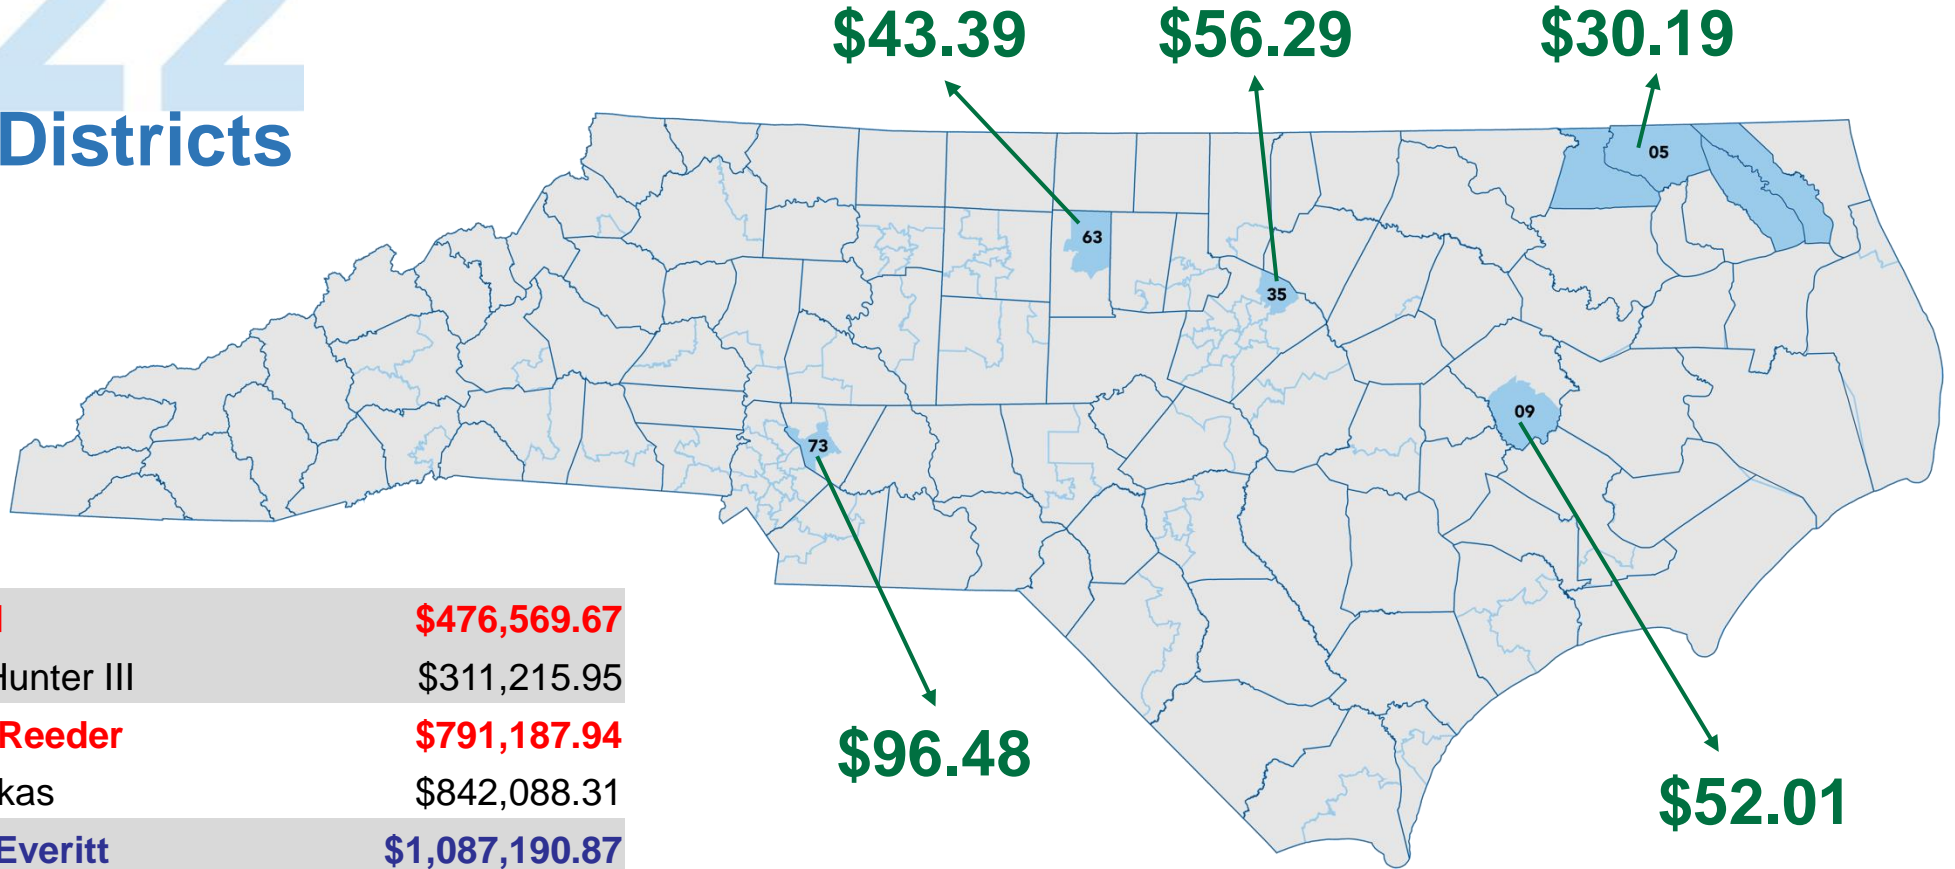 22
Districts
$43.39 $56.29 $30.19
05
63
35
09
73
$476,569.67
Hunter III $311,215.95
Reeder $791,187.94
kas $842,088.31
Everitt $1,087,190.87
$96.48
$52.01